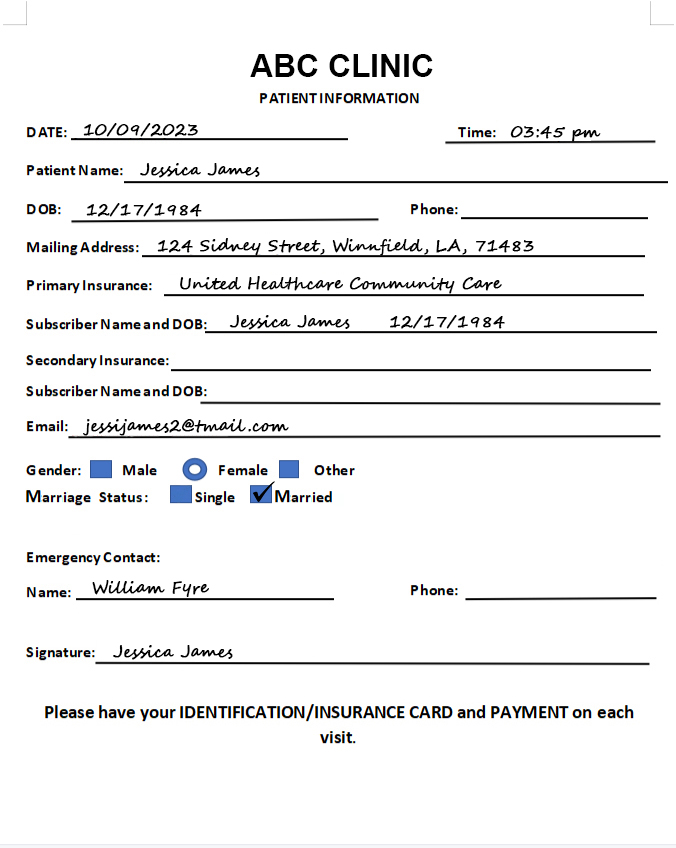 ABC CLINIC
PATIENT INFORMATION
DATE: 10/09/2023 Time: 03:45 pm
Patient Name: Jessica James
DOB: 12/17/1984 Phone:
Mailing Address: 124 Sidney Street, Winnfield, LA, 71483
Primary Insurance: United Healthcare Community Care
Subscriber Name and DOB: Jessica James 12/17/1984
Secondary Insurance:
Subscriber Name and DOB:
Email: jessijames2@tmail.com
Gender: Male Female Other
Marriage Status: Single Married
Emergency Contact:
Name: William Fyre Phone:
Signature: Jessica James
Please have your IDENTIFICATION/INSURANCE CARD and PAYMENT on each
visit.